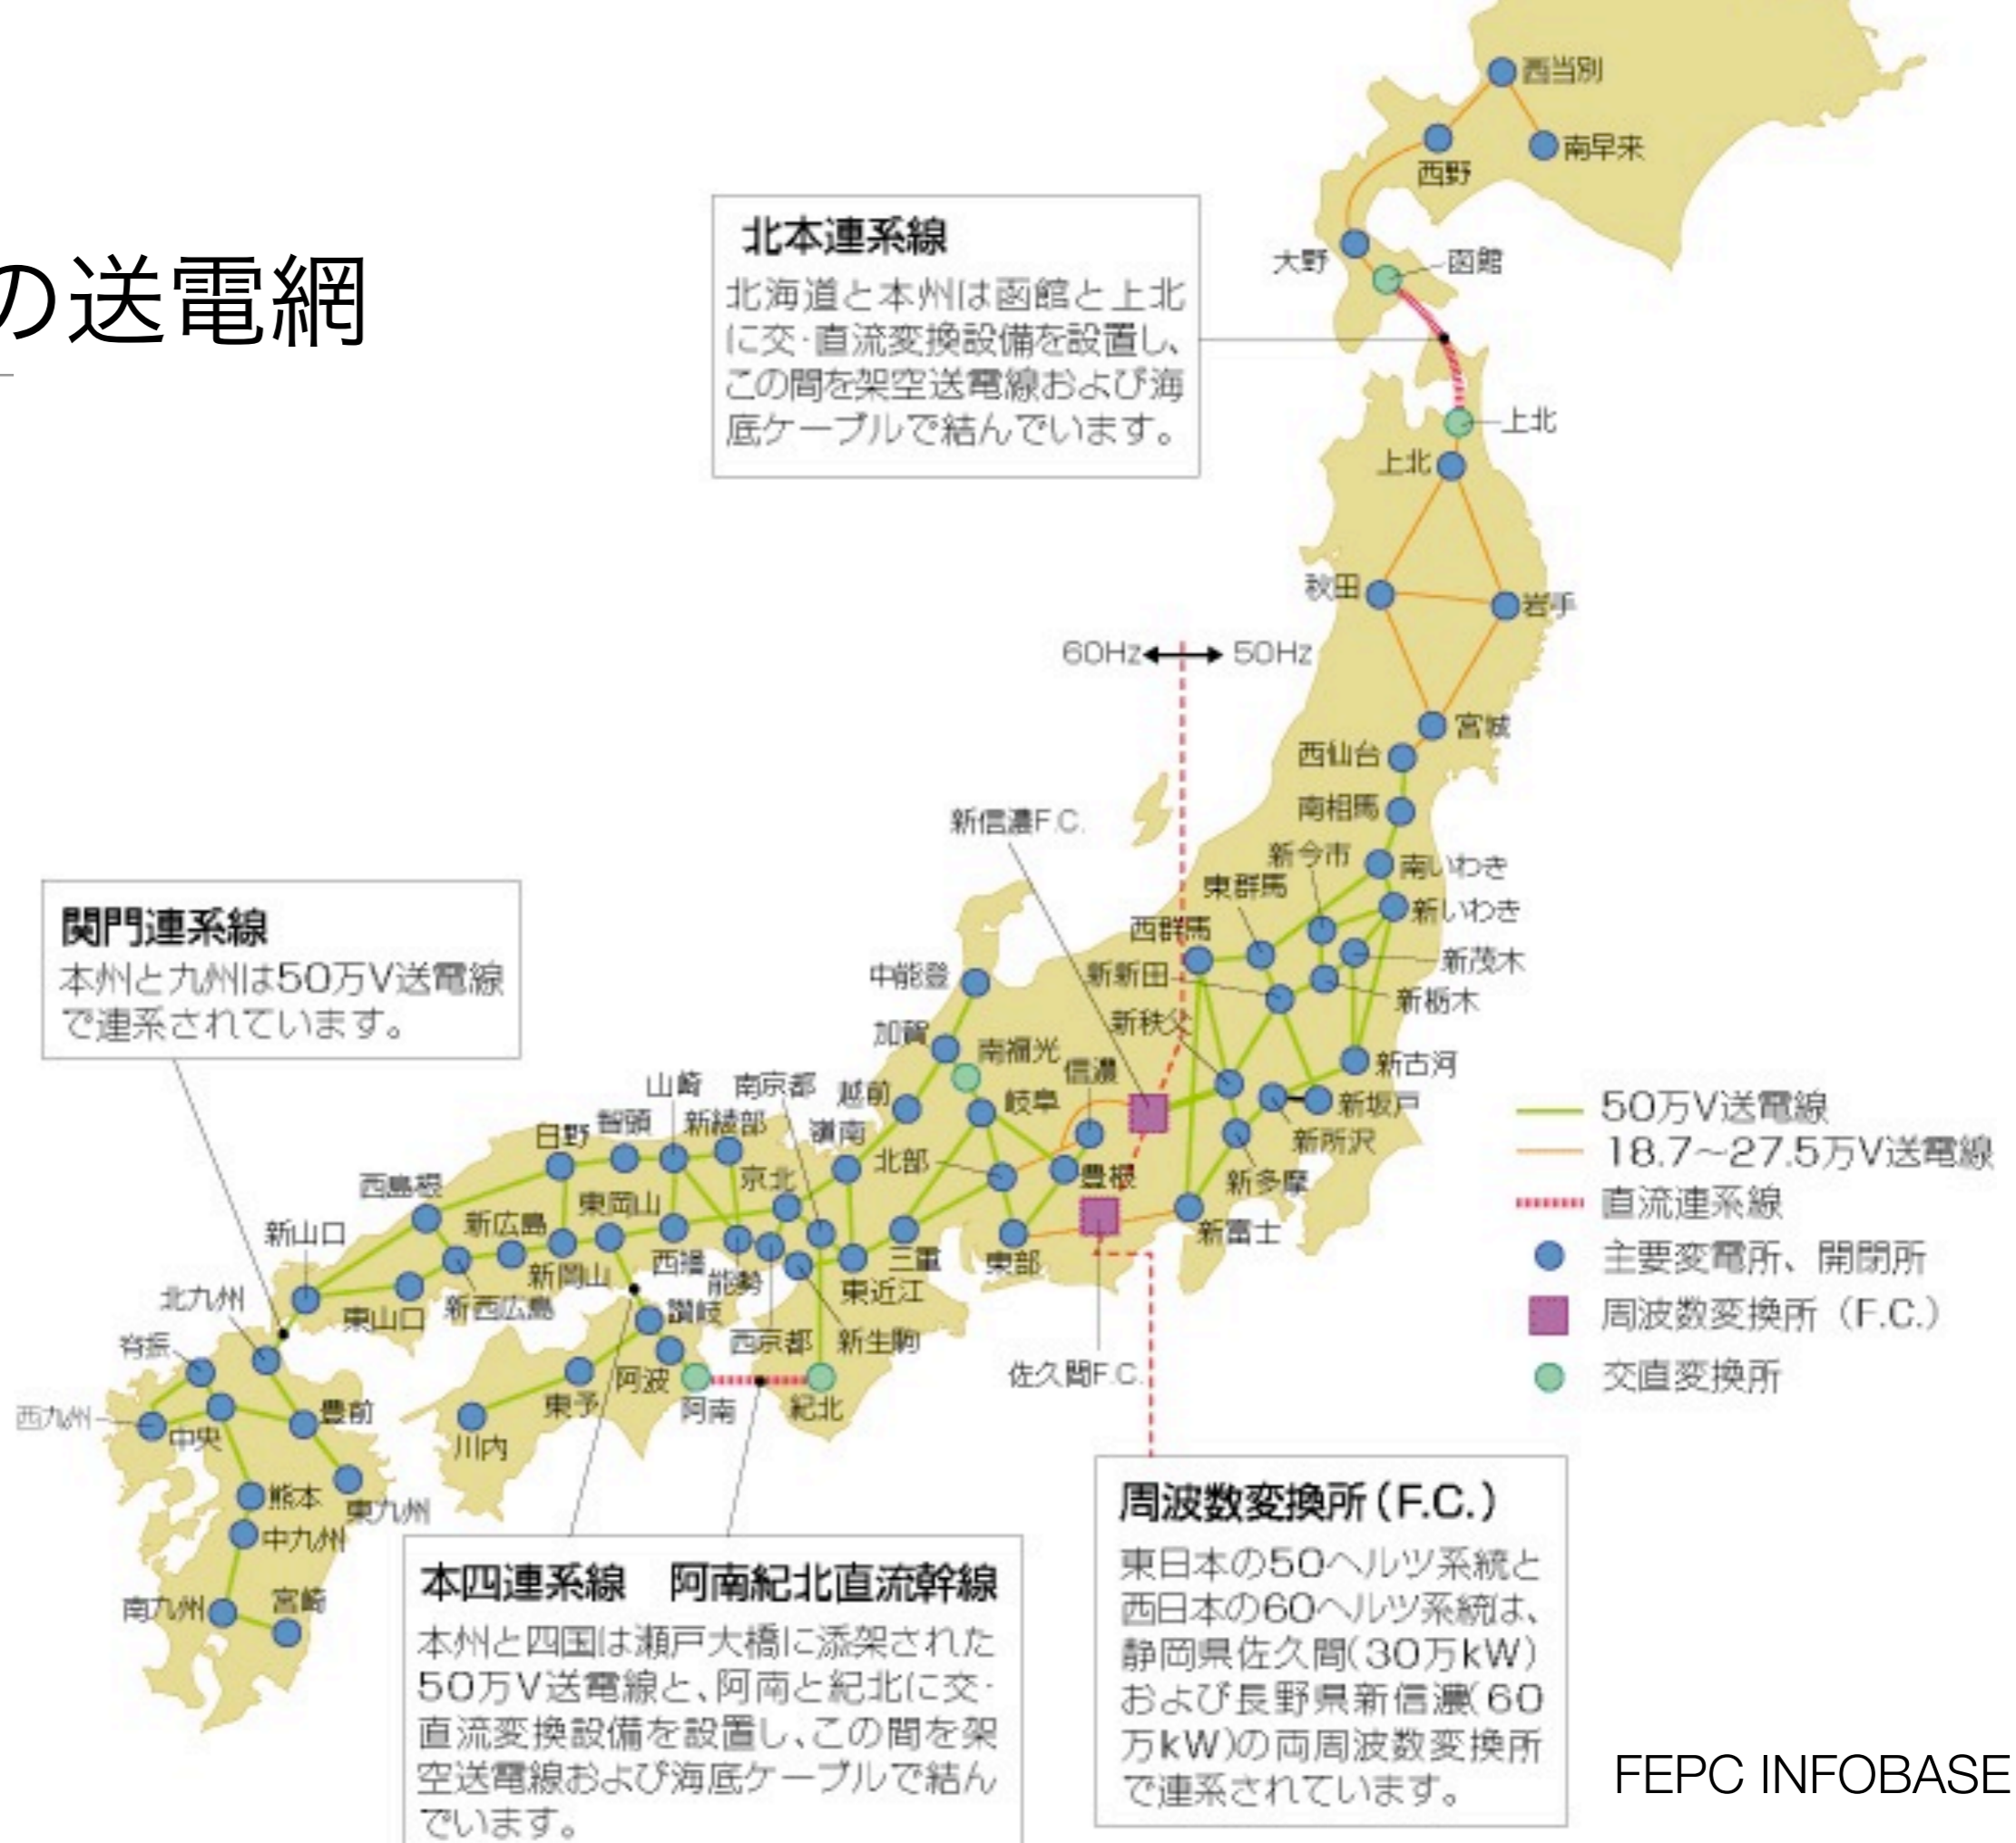 の送電網
西当別
南早来
西野
北本連系線
北海道と本州は函館と上北
に交・直流変換設備を設置し、
この間を架空送電線および海
底ケーブルで結んでいます。
大野
函館
上北
上北
秋田
岩手
60Hz
50Hz
宮城
西仙台
南相馬
新信濃F.C.
新今市
南いわき
東群馬
新いわき
西群馬
新茂木
新新田
新栃木
新秩父
新古河
新坂戸
新所沢
新多摩
新富士
関門連系線
本州と九州は50万V送電線
で連系されています。
中能登
加賀
南福光
信濃
越前
岐阜
嶺南
北部
豊根
山崎
南京都
日野
智頭
新綾部
京北
西島根
東岡山
新広島
新山口
新岡山
西播
能勢
三重
東部
東近江
北九州
東山口
新西広島
讃岐
西京都
新生駒
佐久間F.C.
脊振
阿波
東予
阿南
紀北
西九州
中央
豊前
川内
熊本
東九州
中九州
南九州
宮崎
50万V送電線
18.7〜27.5万V送電線
直流連系線
主要変電所、開閉所
周波数変換所（F.C.）
交直変換所
本四連系線　阿南紀北直流幹線
本州と四国は瀬戸大橋に添架された
50万V送電線と、阿南と紀北に交・
直流変換設備を設置し、この間を架
空送電線および海底ケーブルで結ん
でいます。
周波数変換所（F.C.）
東日本の50ヘルツ系統と
西日本の60ヘルツ系統は、
静岡県佐久間(30万kW)
および長野県新信濃(60
万kW)の両周波数変換所
で連系されています。
FEPC INFOBASE